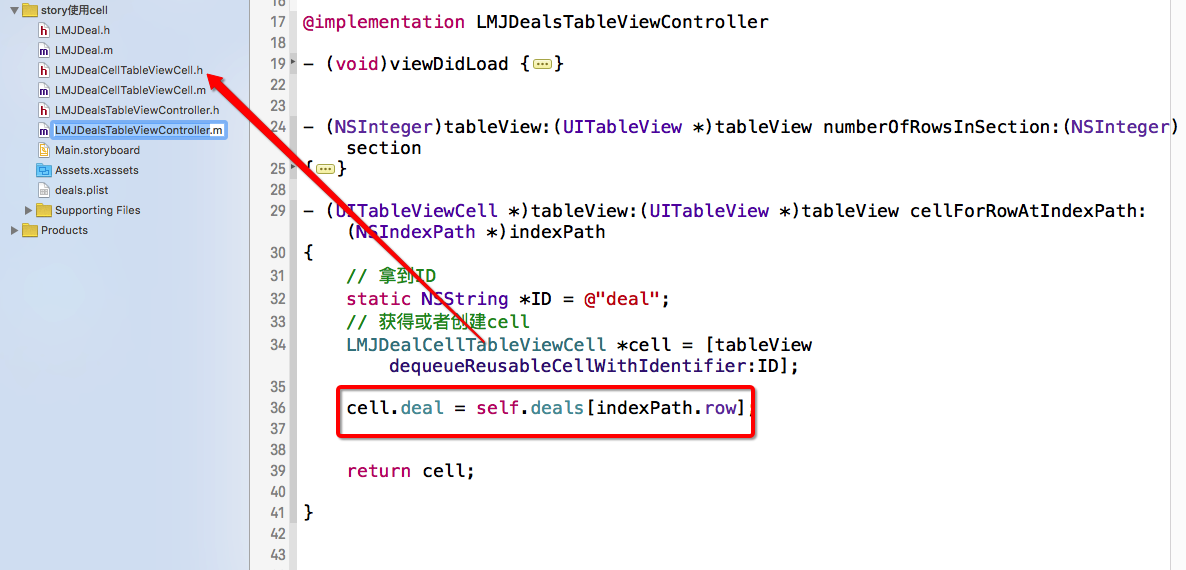 story使用cell
LMJDeal.h
LMJDeal.m
LMJDealCellTableViewCell.h
LMJDealCellTableViewCell.m
LMJDealsTableViewController.h
LMJDealsTableViewController.m
Main.storyboard
Assets.xcassets
deals.plist
Supporting Files
Products
16
17 @implementation LMJDealsTableViewController
18
19 - (void)viewDidLoad {...}
22
23
24 - (NSInteger)tableView:(UITableView *)tableView numberOfRowsInSection:(NSInteger)
section
25 {...}
28
29 - (UITableViewCell *)tableView:(UITableView *)tableView cellForRowAtIndexPath:
(NSIndexPath *)indexPath
30 {
31 // 拿到ID
32 static NSString *ID = @"deal";
33 // 获得或者创建cell
34 LMJDealCellTableViewCell *cell = [tableView
dequeueReusableCellWithIdentifier:ID];
35
36 cell.deal = self.deals[indexPath.row];
37
38
39 return cell;
40
41 }
42
43